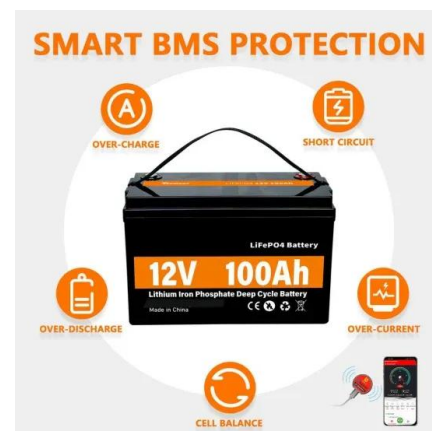 SMART BMS PROTECTION
A
OVER-CHARGE
SHORT CIRCUIT
LiFePO4 Battery
12V 100Ah
Lithium Iron Phosphate Deep Cycle Battery
Made in China
CE
OVER-DISCHARGE
OVER-CURRENT
CELL BALANCE